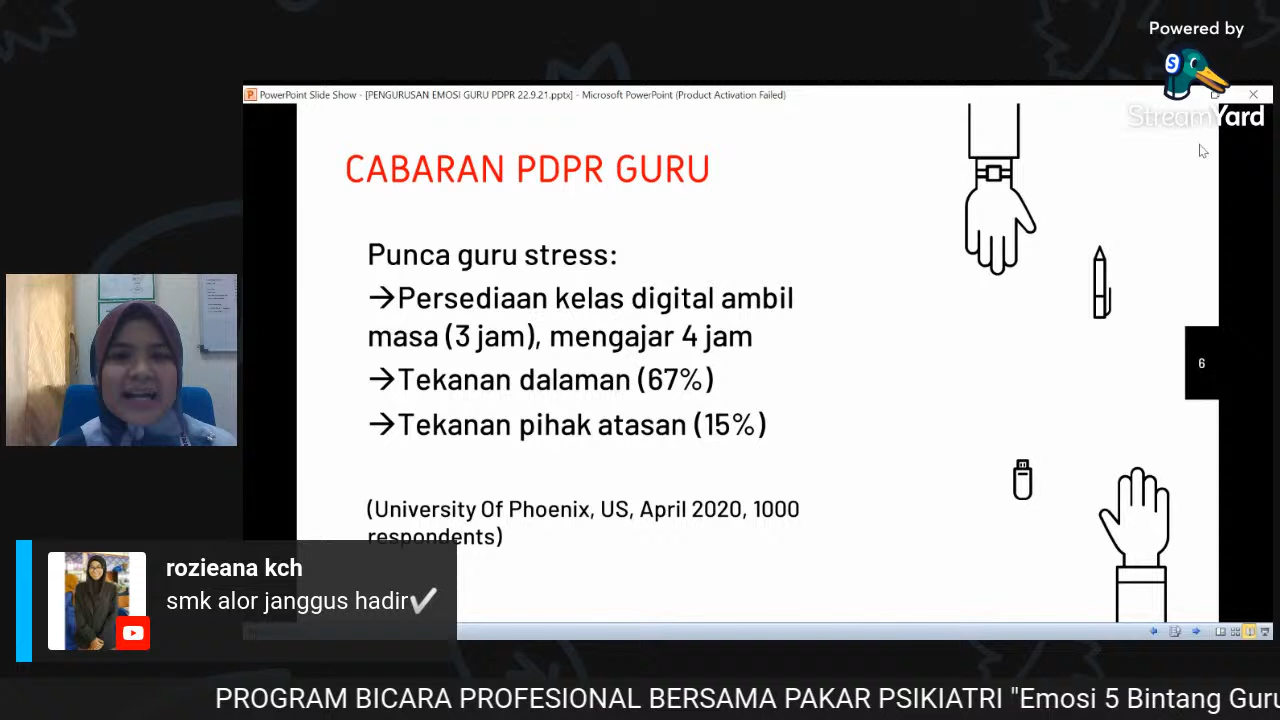 Powered by
StreamYard
PowerPoint Slide Show - [PENGURUSAN EMOSI GURU PDPR 22.9.21.pptx] - Microsoft PowerPoint (Product Activation Failed)
CABARAN PDPR GURU
Punca guru stress:
→Persediaan kelas digital ambil
masa (3 jam), mengajar 4 jam
→Tekanan dalaman (67%)
→Tekanan pihak atasan (15%)
6
(University Of Phoenix, US, April 2020, 1000
respondents)
rozieana kch
smk alor janggus hadir✔
PROGRAM BICARA PROFESIONAL BERSAMA PAKAR PSIKIATRI "Emosi 5 Bintang Guru